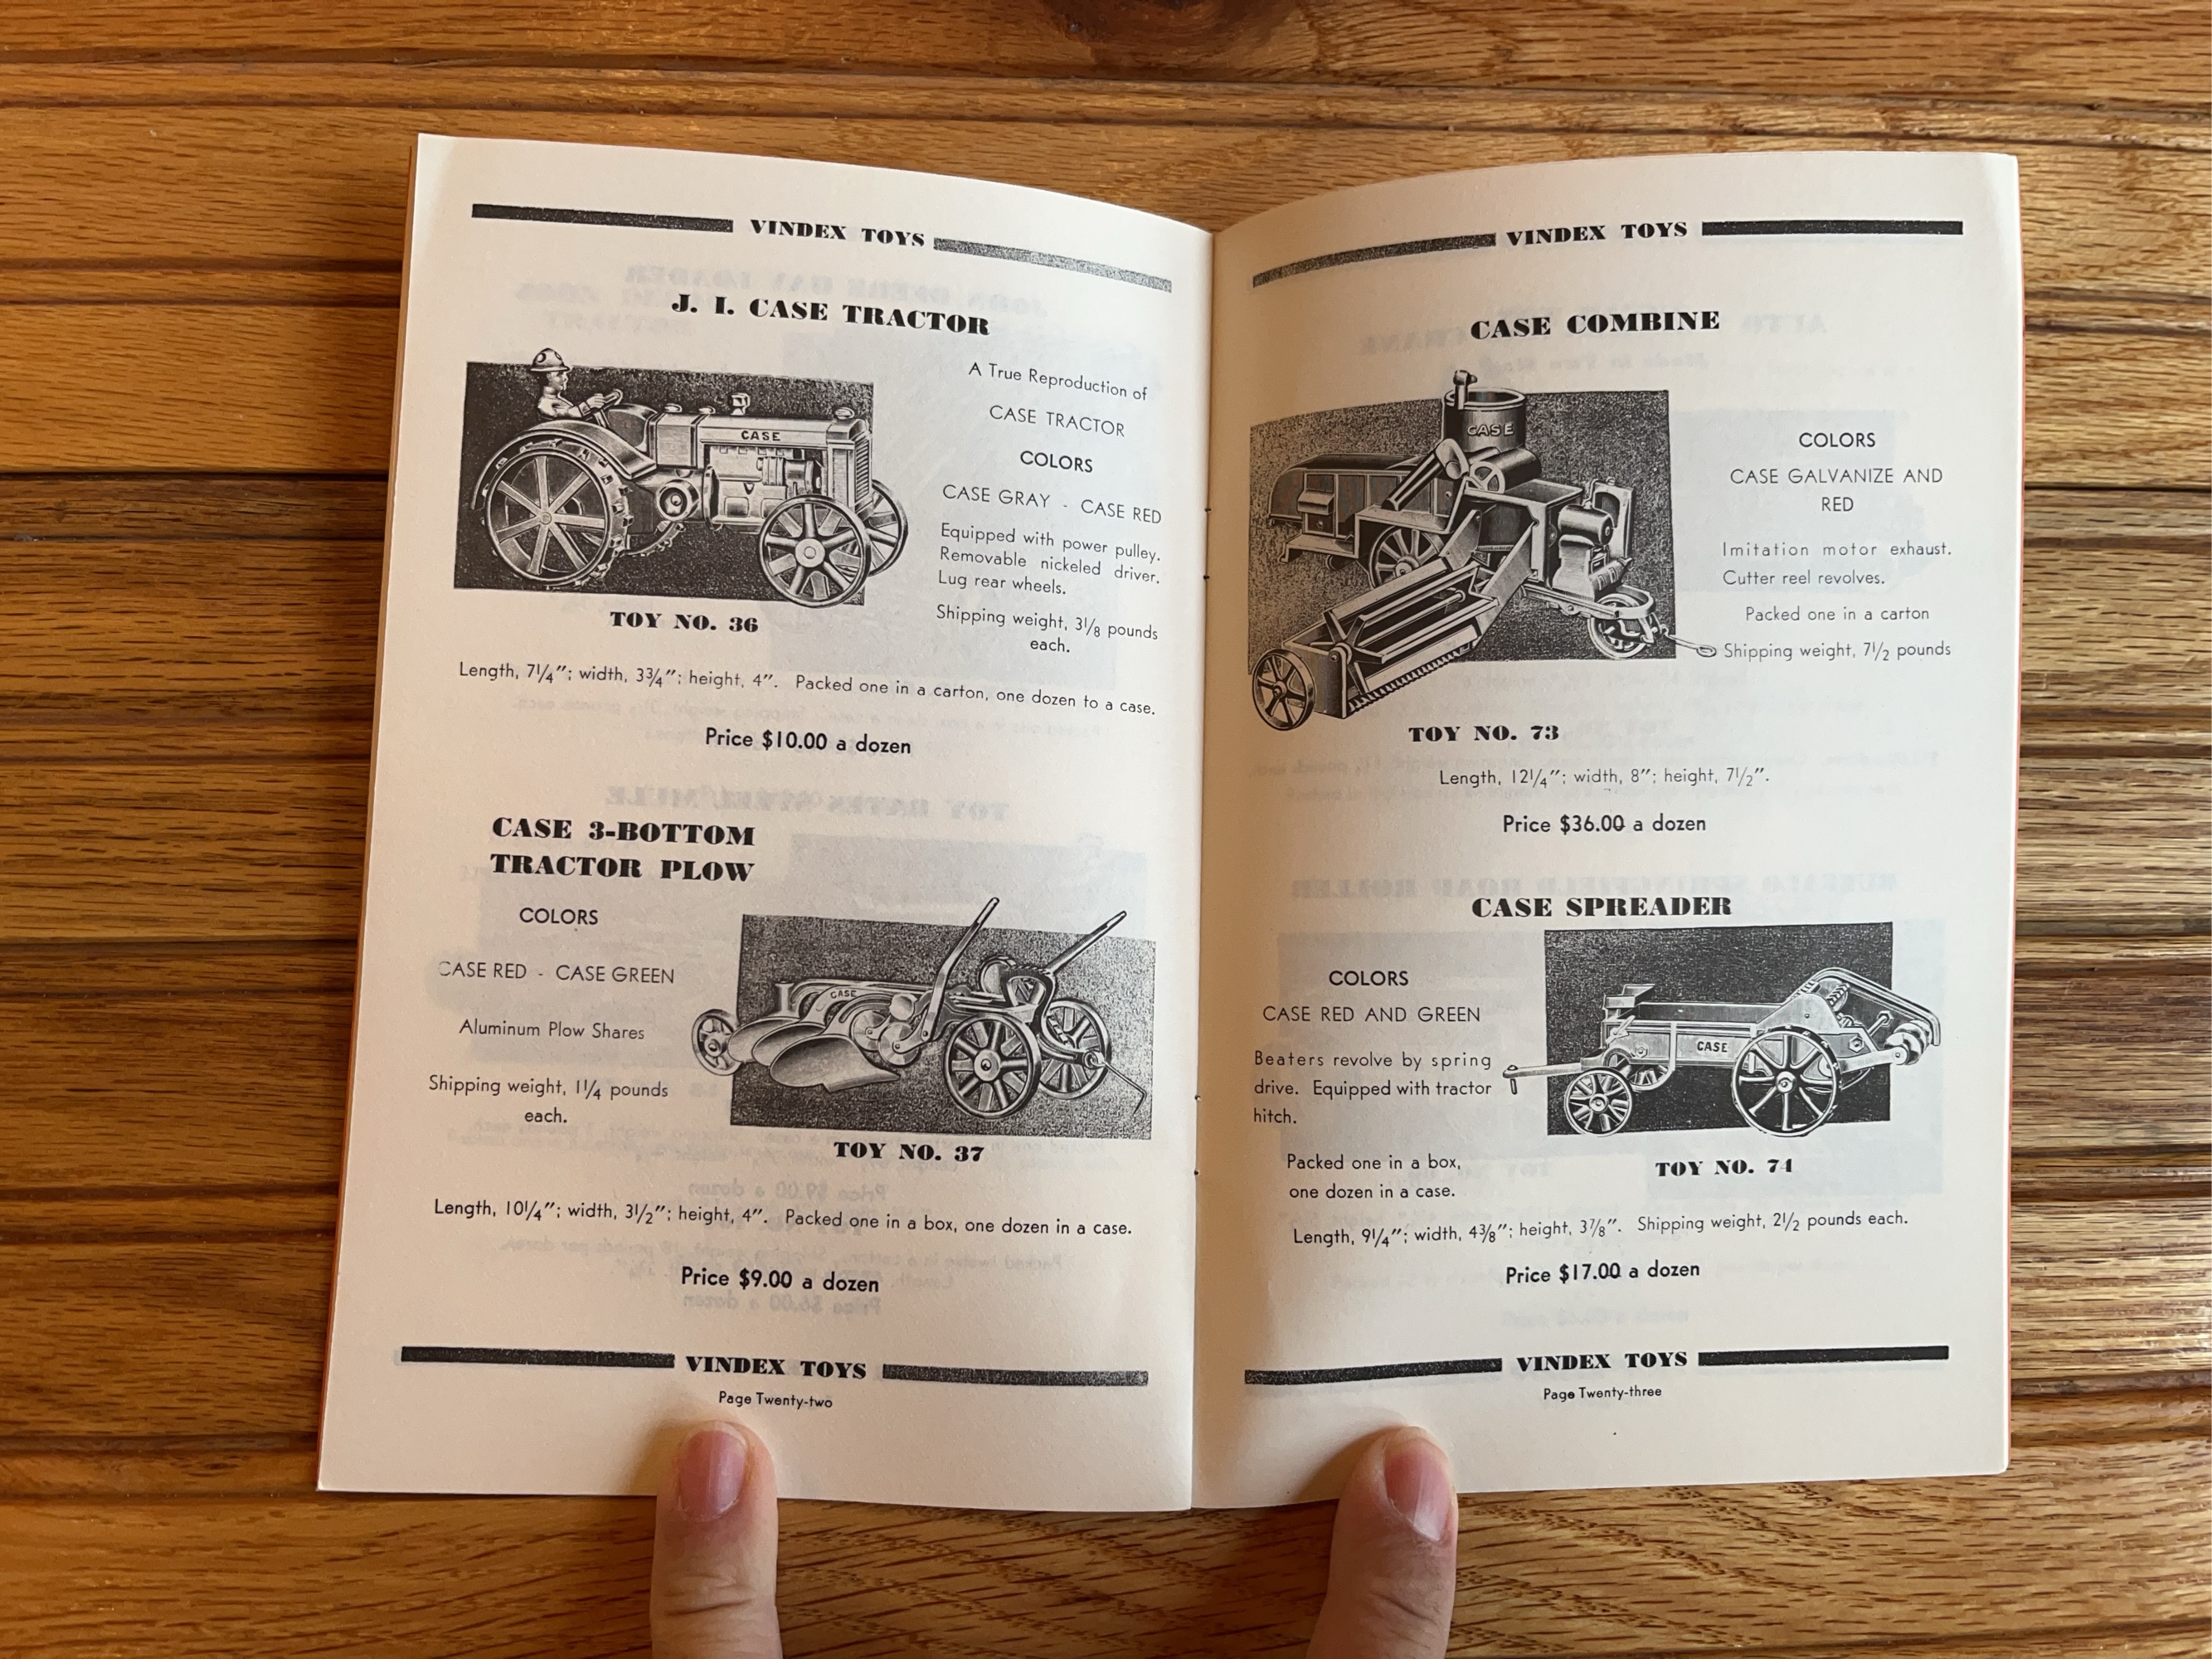 VINDEX TOYS
J. I. CASE TRACTOR
CASE
A True Reproduction of
CASE TRACTOR
COLORS
CASE GRAY - CASE RED
Equipped with power pulley.
Removable nickeled driver.
Lug rear wheels.
Shipping weight, 3 1/8 pounds
each.
TOY NO. 36
Length, 7 1/4"; width, 3 3/4"; height, 4". Packed one in a carton, one dozen to a case.
Price $10.00 a dozen
CASE 3-BOTTOM
TRACTOR PLOW
COLORS
CASE RED - CASE GREEN
Aluminum Plow Shares
Shipping weight, 1 1/4 pounds
each.
CASE
TOY NO. 37
Length, 10 1/4"; width, 3 1/2"; height, 4". Packed one in a box, one dozen in a case.
Price $9.00 a dozen
VINDEX TOYS
Page Twenty-two
VINDEX TOYS
CASE COMBINE
CASE
COLORS
CASE GALVANIZE AND
RED
Imitation motor exhaust.
Cutter reel revolves.
Packed one in a carton
Shipping weight, 7 1/2 pounds
TOY NO. 73
Length, 12 1/4"; width, 8"; height, 7 1/2".
Price $36.00 a dozen
CASE SPREADER
COLORS
CASE RED AND GREEN
Beaters revolve by spring
drive. Equipped with tractor
hitch.
Packed one in a box,
one dozen in a case.
CASE
TOY NO. 74
Length, 9 1/4"; width, 4 3/8"; height, 3 7/8". Shipping weight, 2 1/2 pounds each.
Price $17.00 a dozen
VINDEX TOYS
Page Twenty-three